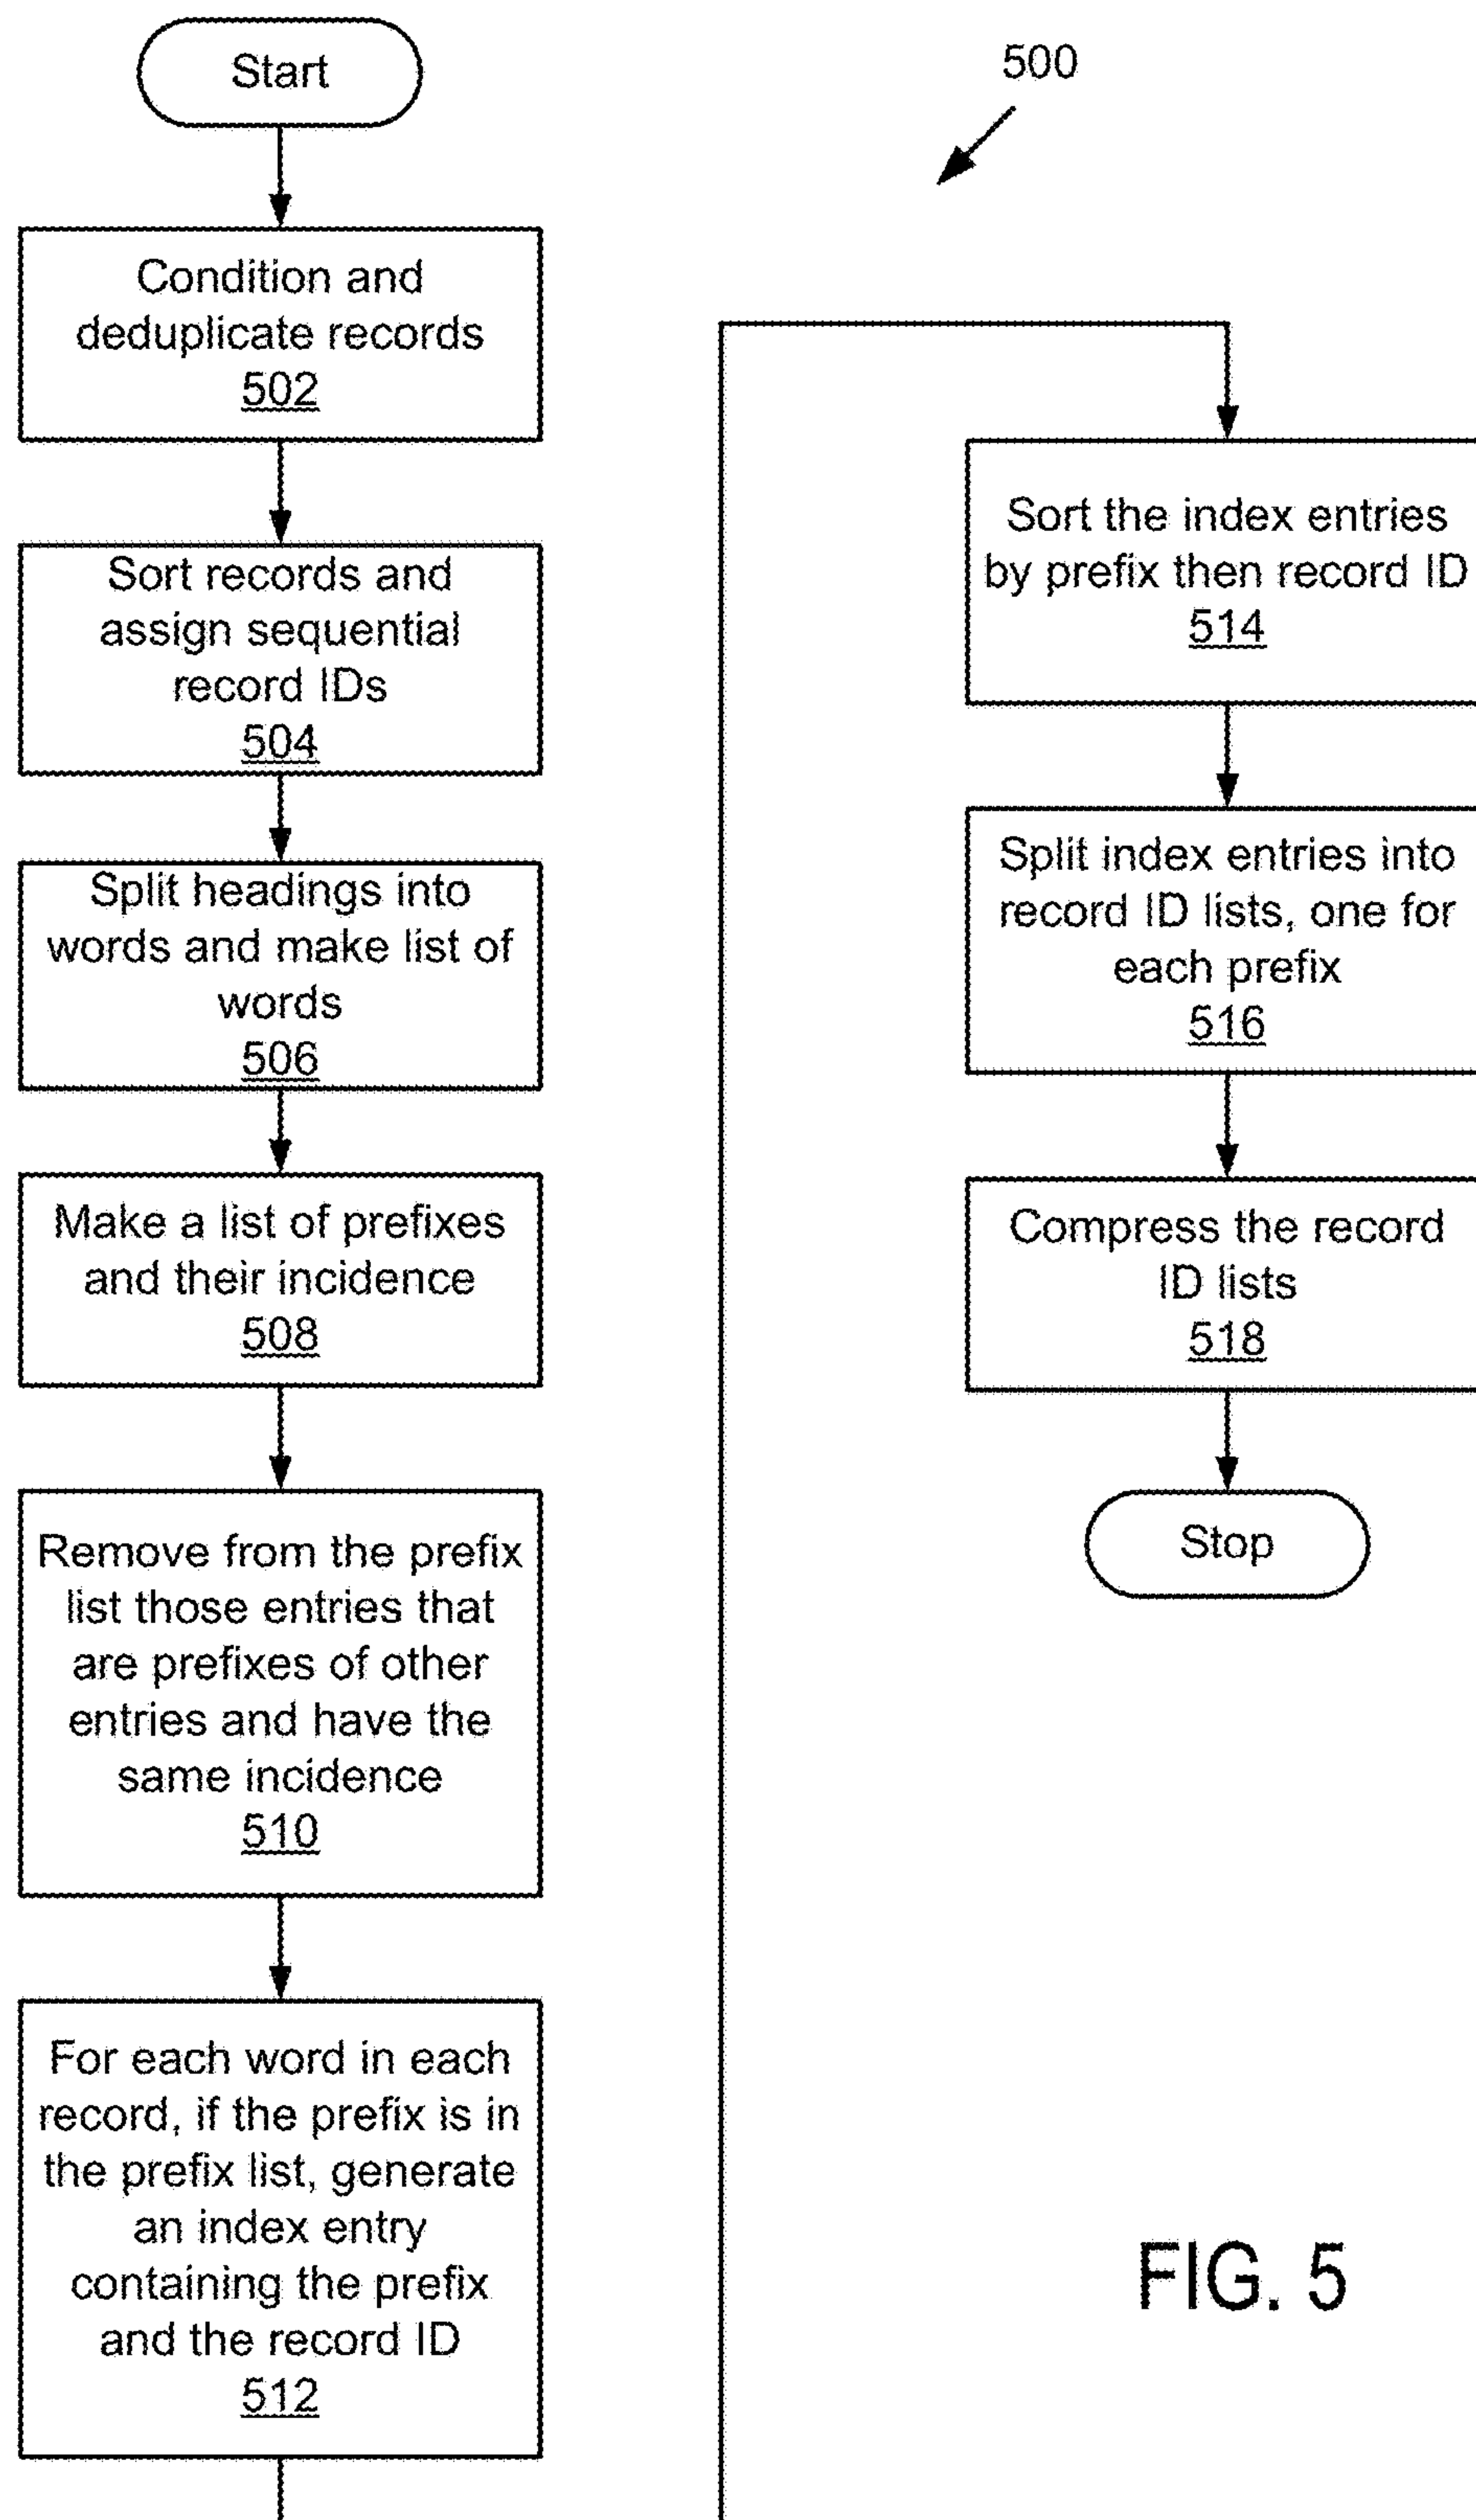 Start
Condition and
deduplicate records
502
Sort records and
assign sequential
record IDs
504
Split headings into
words and make list of
words
506
Make a list of prefixes
and their incidence
508
Remove from the prefix
list those entries that
are prefixes of other
entries and have the
same incidence
510
For each word in each
record, if the prefix is in
the prefix list, generate
an index entry
containing the prefix
and the record ID
512
500
Sort the index entries
by prefix then record ID
514
Split index entries into
record ID lists, one for
each prefix
516
Compress the record
ID lists
518
Stop
FIG. 5